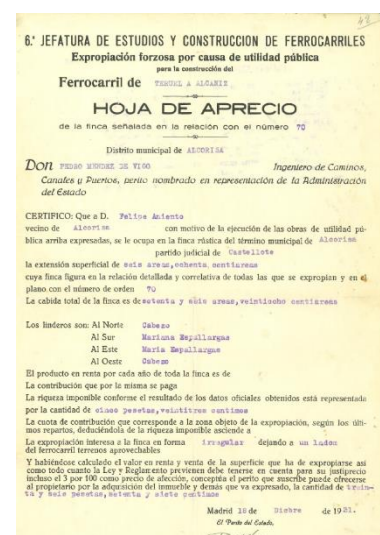 42
6.ª JEFATURA DE ESTUDIOS Y CONSTRUCCION DE FERROCARRILES
Expropiación forzosa por causa de utilidad pública
para la construcción del
Ferrocarril de TERUEL A ALCAÑIZ
HOJA DE APRECIO
de la finca señalada en la relación con el número 70
Distrito municipal de ALCORISA
DON PEDRO MENDEZ DE VIGO Ingeniero de Caminos,
Canales y Puertos, perito nombrado en representación de la Administración
del Estado
CERTIFICO: Que a D. Felipe Aniento
vecino de Alcorisa con motivo de la ejecución de las obras de utilidad pú-
blica arriba expresadas, se le ocupa en la finca rústica del término municipal de Alcorisa
partido judicial de Castellote
la extensión superficial de seis areas, ochenta centiareas
cuya finca figura en la relación detallada y correlativa de todas las que se expropian y en el
plano con el número de orden 70
La cabida total de la finca es de setenta y seis areas, veintiocho centiareas
Los linderos son: Al Norte Cabezo
Al Sur Mariana Espallargas
Al Este Maria Espallargas
Al Oeste Cabezo
El producto en renta por cada año de toda la finca es de
La contribución que por la misma se paga
La riqueza imponible conforme el resultado de los datos oficiales obtenidos está representada
por la cantidad de cinco pesetas, veintitres centimos
La cuota de contribución que corresponde a la zona objeto de la expropiación, según los últi-
mos repartos, deduciéndola de la riqueza imponible asciende a
La expropiación interesa a la finca en forma irregular dejando a un lado
del ferrocarril terrenos aprovechables
Y habiéndose calculado el valor en renta y venta de la superficie que ha de expropiarse así
como todo cuanto la Ley y Reglamento previenen debe tenerse en cuenta para su justiprecio
incluso el 3 por 100 como precio de afección, conceptúa el perito que suscribe puede ofrecerse
al propietario por la adquisición del inmueble y demás que va expresado, la cantidad de trein-
ta y seis pesetas, setenta y siete centimos
Madrid de Dicbre de 1931.
El Perito del Estado,